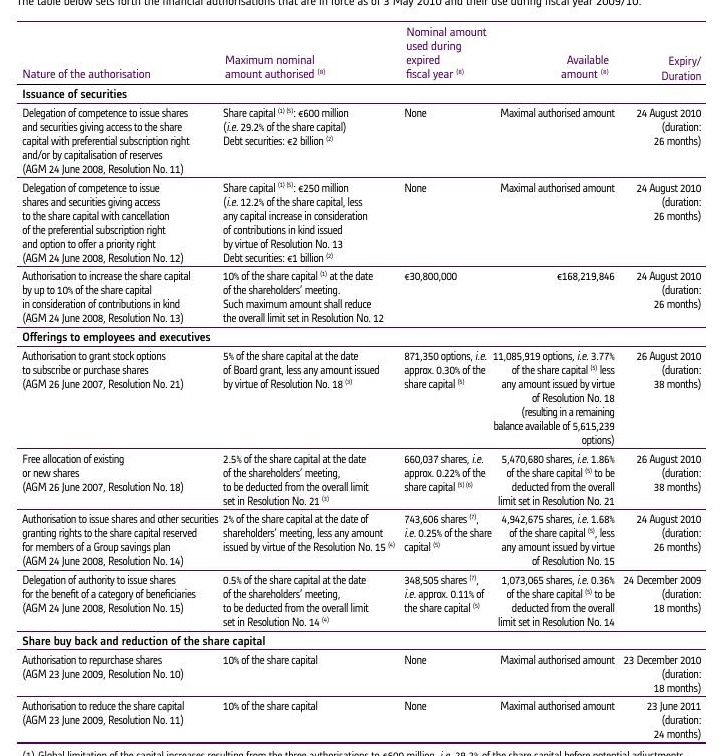 The table below sets forth the financial authorisations that are in force as of 3 May 2010 and their use during fiscal year 2009/10.
Nature of the authorisation
Maximum nominal
amount authorised (8)
Nominal amount
used during
expired
fiscal year (8)
Available
amount (8)
Expiry/
Duration
Issuance of securities
Delegation of competence to issue shares
and securities giving access to the share
capital with preferential subscription right
and/or by capitalisation of reserves
(AGM 24 June 2008, Resolution No. 11)
Share capital (1) (5): €600 million
(i.e. 29.2% of the share capital)
Debt securities: €2 billion (2)
None
Maximal authorised amount
24 August 2010
(duration:
26 months)
Delegation of competence to issue
shares and securities giving access
to the share capital with cancellation
of the preferential subscription right
and option to offer a priority right
(AGM 24 June 2008, Resolution No. 12)
Share capital (1) (5): €250 million
(i.e. 12.2% of the share capital, less
any capital increase in consideration
of contributions in kind issued
by virtue of Resolution No. 13
Debt securities: €1 billion (2)
None
Maximal authorised amount
24 August 2010
(duration:
26 months)
Authorisation to increase the share capital
by up to 10% of the share capital
in consideration of contributions in kind
(AGM 24 June 2008, Resolution No. 13)
10% of the share capital (1) at the date
of the shareholders' meeting.
Such maximum amount shall reduce
the overall limit set in Resolution No. 12
€30,800,000
€168,219,846
24 August 2010
(duration:
26 months)
Offerings to employees and executives
Authorisation to grant stock options
to subscribe or purchase shares
(AGM 26 June 2007, Resolution No. 21)
5% of the share capital at the date
of Board grant, less any amount issued
by virtue of Resolution No. 18 (3)
871,350 options, i.e.
approx. 0.30% of the
share capital (5)
11,085,919 options, i.e. 3.77%
of the share capital (5) less
any amount issued by virtue
of Resolution No. 18
(resulting in a remaining
balance available of 5,615,239
options)
26 August 2010
(duration:
38 months)
Free allocation of existing
or new shares
(AGM 26 June 2007, Resolution No. 18)
2.5% of the share capital at the date
of the shareholders' meeting,
to be deducted from the overall limit
set in Resolution No. 21 (3)
660,037 shares, i.e.
approx. 0.22% of the
share capital (5) (6)
5,470,680 shares, i.e. 1.86%
of the share capital (5) to be
deducted from the overall
limit set in Resolution No. 21
26 August 2010
(duration:
38 months)
Authorisation to issue shares and other securities
granting rights to the share capital reserved
for members of a Group savings plan
(AGM 24 June 2008, Resolution No. 14)
2% of the share capital at the date of
shareholders' meeting, less any amount
issued by virtue of the Resolution No. 15 (4)
743,606 shares (7),
i.e. 0.25% of the share
capital (5)
4,942,675 shares, i.e. 1.68%
of the share capital (5), less
any amount issued by virtue
of Resolution No. 15
24 August 2010
(duration:
26 months)
Delegation of authority to issue shares
for the benefit of a category of beneficiaries
(AGM 24 June 2008, Resolution No. 15)
0.5% of the share capital at the date
of the shareholders' meeting,
to be deducted from the overall limit
set in Resolution No. 14 (4)
348,505 shares (7),
i.e. approx. 0.11% of
the share capital (5)
1,073,065 shares, i.e. 0.36%
of the share capital (5) to be
deducted from the overall
limit set in Resolution No. 14
24 December 2009
(duration:
18 months)
Share buy back and reduction of the share capital
Authorisation to repurchase shares
(AGM 23 June 2009, Resolution No. 10)
10% of the share capital
None
Maximal authorised amount
23 December 2010
(duration:
18 months)
Authorisation to reduce the share capital
(AGM 23 June 2009, Resolution No. 11)
10% of the share capital
None
Maximal authorised amount
23 June 2011
(duration:
24 months)
(1) Global limitation of the capital increases resulting from the three authorisations to €600 million, i.e. 29.2% of the share capital before potential adjustments.